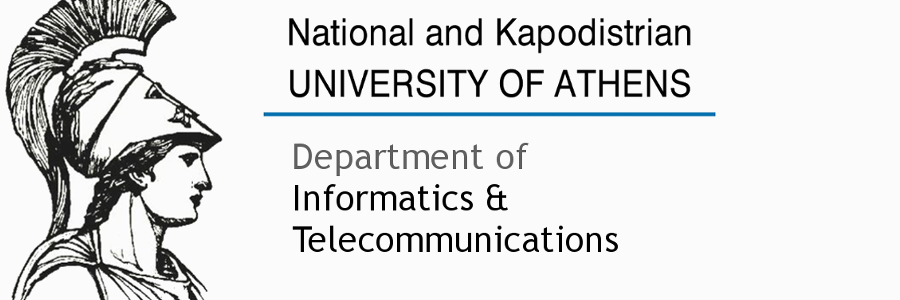 National and Kapodistrian
UNIVERSITY OF ATHENS
Department of
Informatics &
Telecommunications